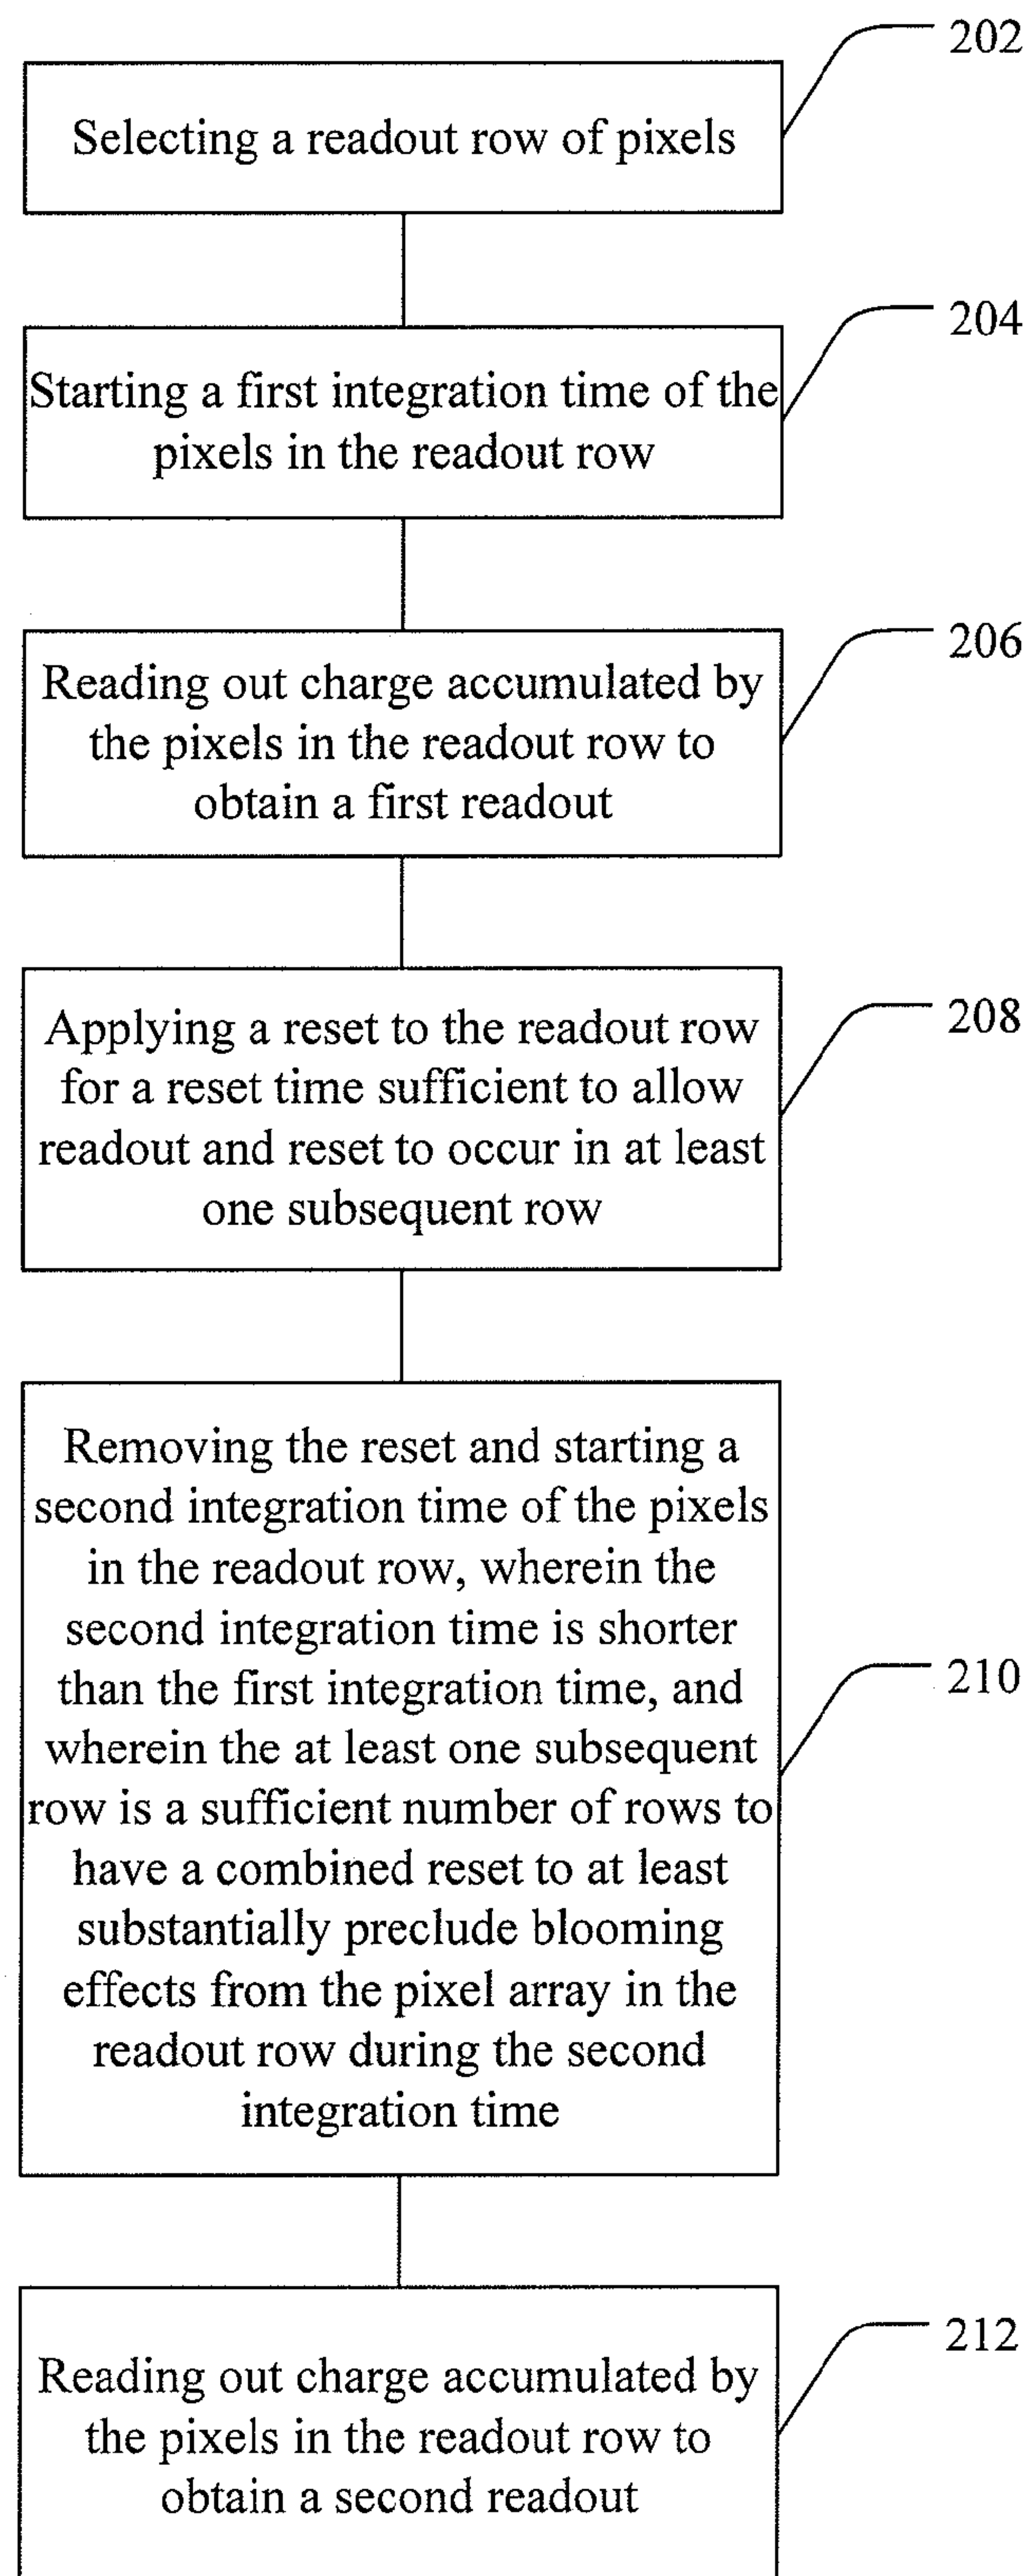 202
Selecting a readout row of pixels
204
Starting a first integration time of the
pixels in the readout row
206
Reading out charge accumulated by
the pixels in the readout row to
obtain a first readout
208
Applying a reset to the readout row
for a reset time sufficient to allow
readout and reset to occur in at least
one subsequent row
Removing the reset and starting a
second integration time of the pixels
in the readout row, wherein the
second integration time is shorter
than the first integration time, and
210
wherein the at least one subsequent
row is a sufficient number of rows to
have a combined reset to at least
substantially preclude blooming
effects from the pixel array in the
readout row during the second
integration time
212
Reading out charge accumulated by
the pixels in the readout row to
obtain a second readout